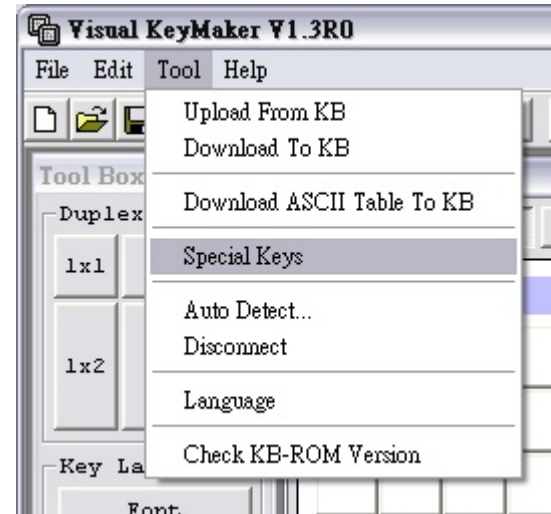 Visual KeyMaker V1.3R0
File Edit Tool Help
Upload From KB
Download To KB
Download ASCII Table To KB
Special Keys
Auto Detect...
Disconnect
Language
Check KB-ROM Version
Tool Box
Duplex
1x1
1x2
Key La
Font